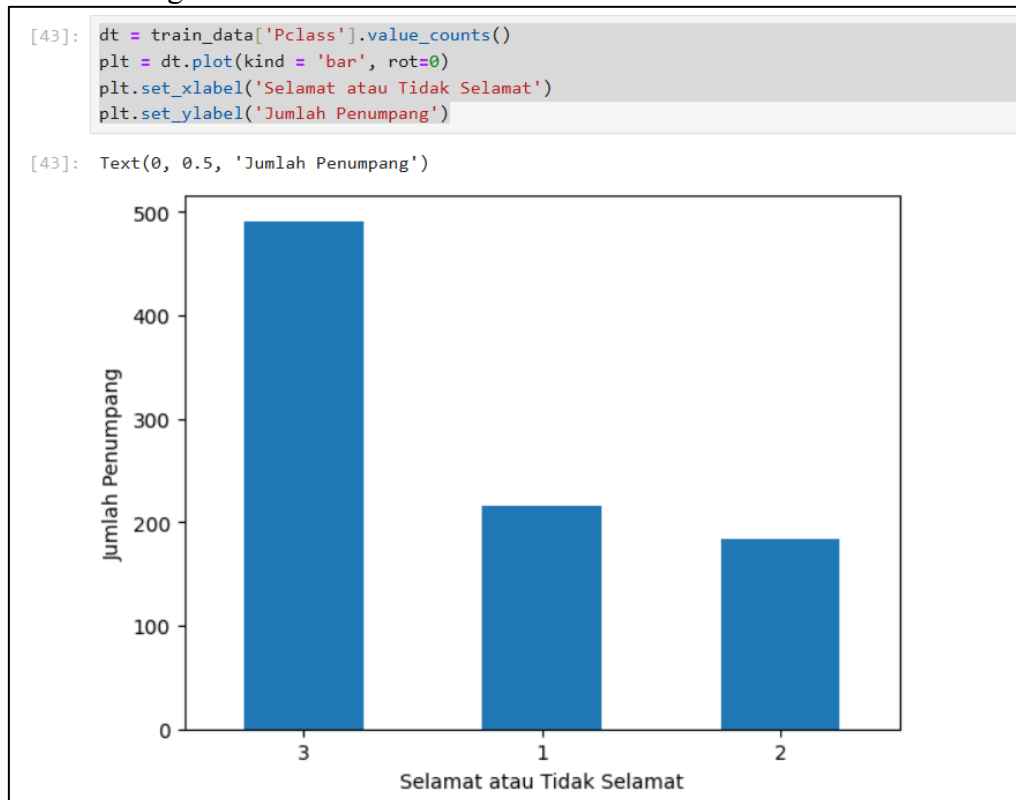 [43]: dt = train_data['Pclass'].value_counts()
plt = dt.plot(kind = 'bar', rot=0)
plt.set_xlabel('Selamat atau Tidak Selamat')
plt.set_ylabel('Jumlah Penumpang')
[43]: Text(0, 0.5, 'Jumlah Penumpang')
500
400
300
200
100
0
Jumlah Penumpang
3 1 2
Selamat atau Tidak Selamat